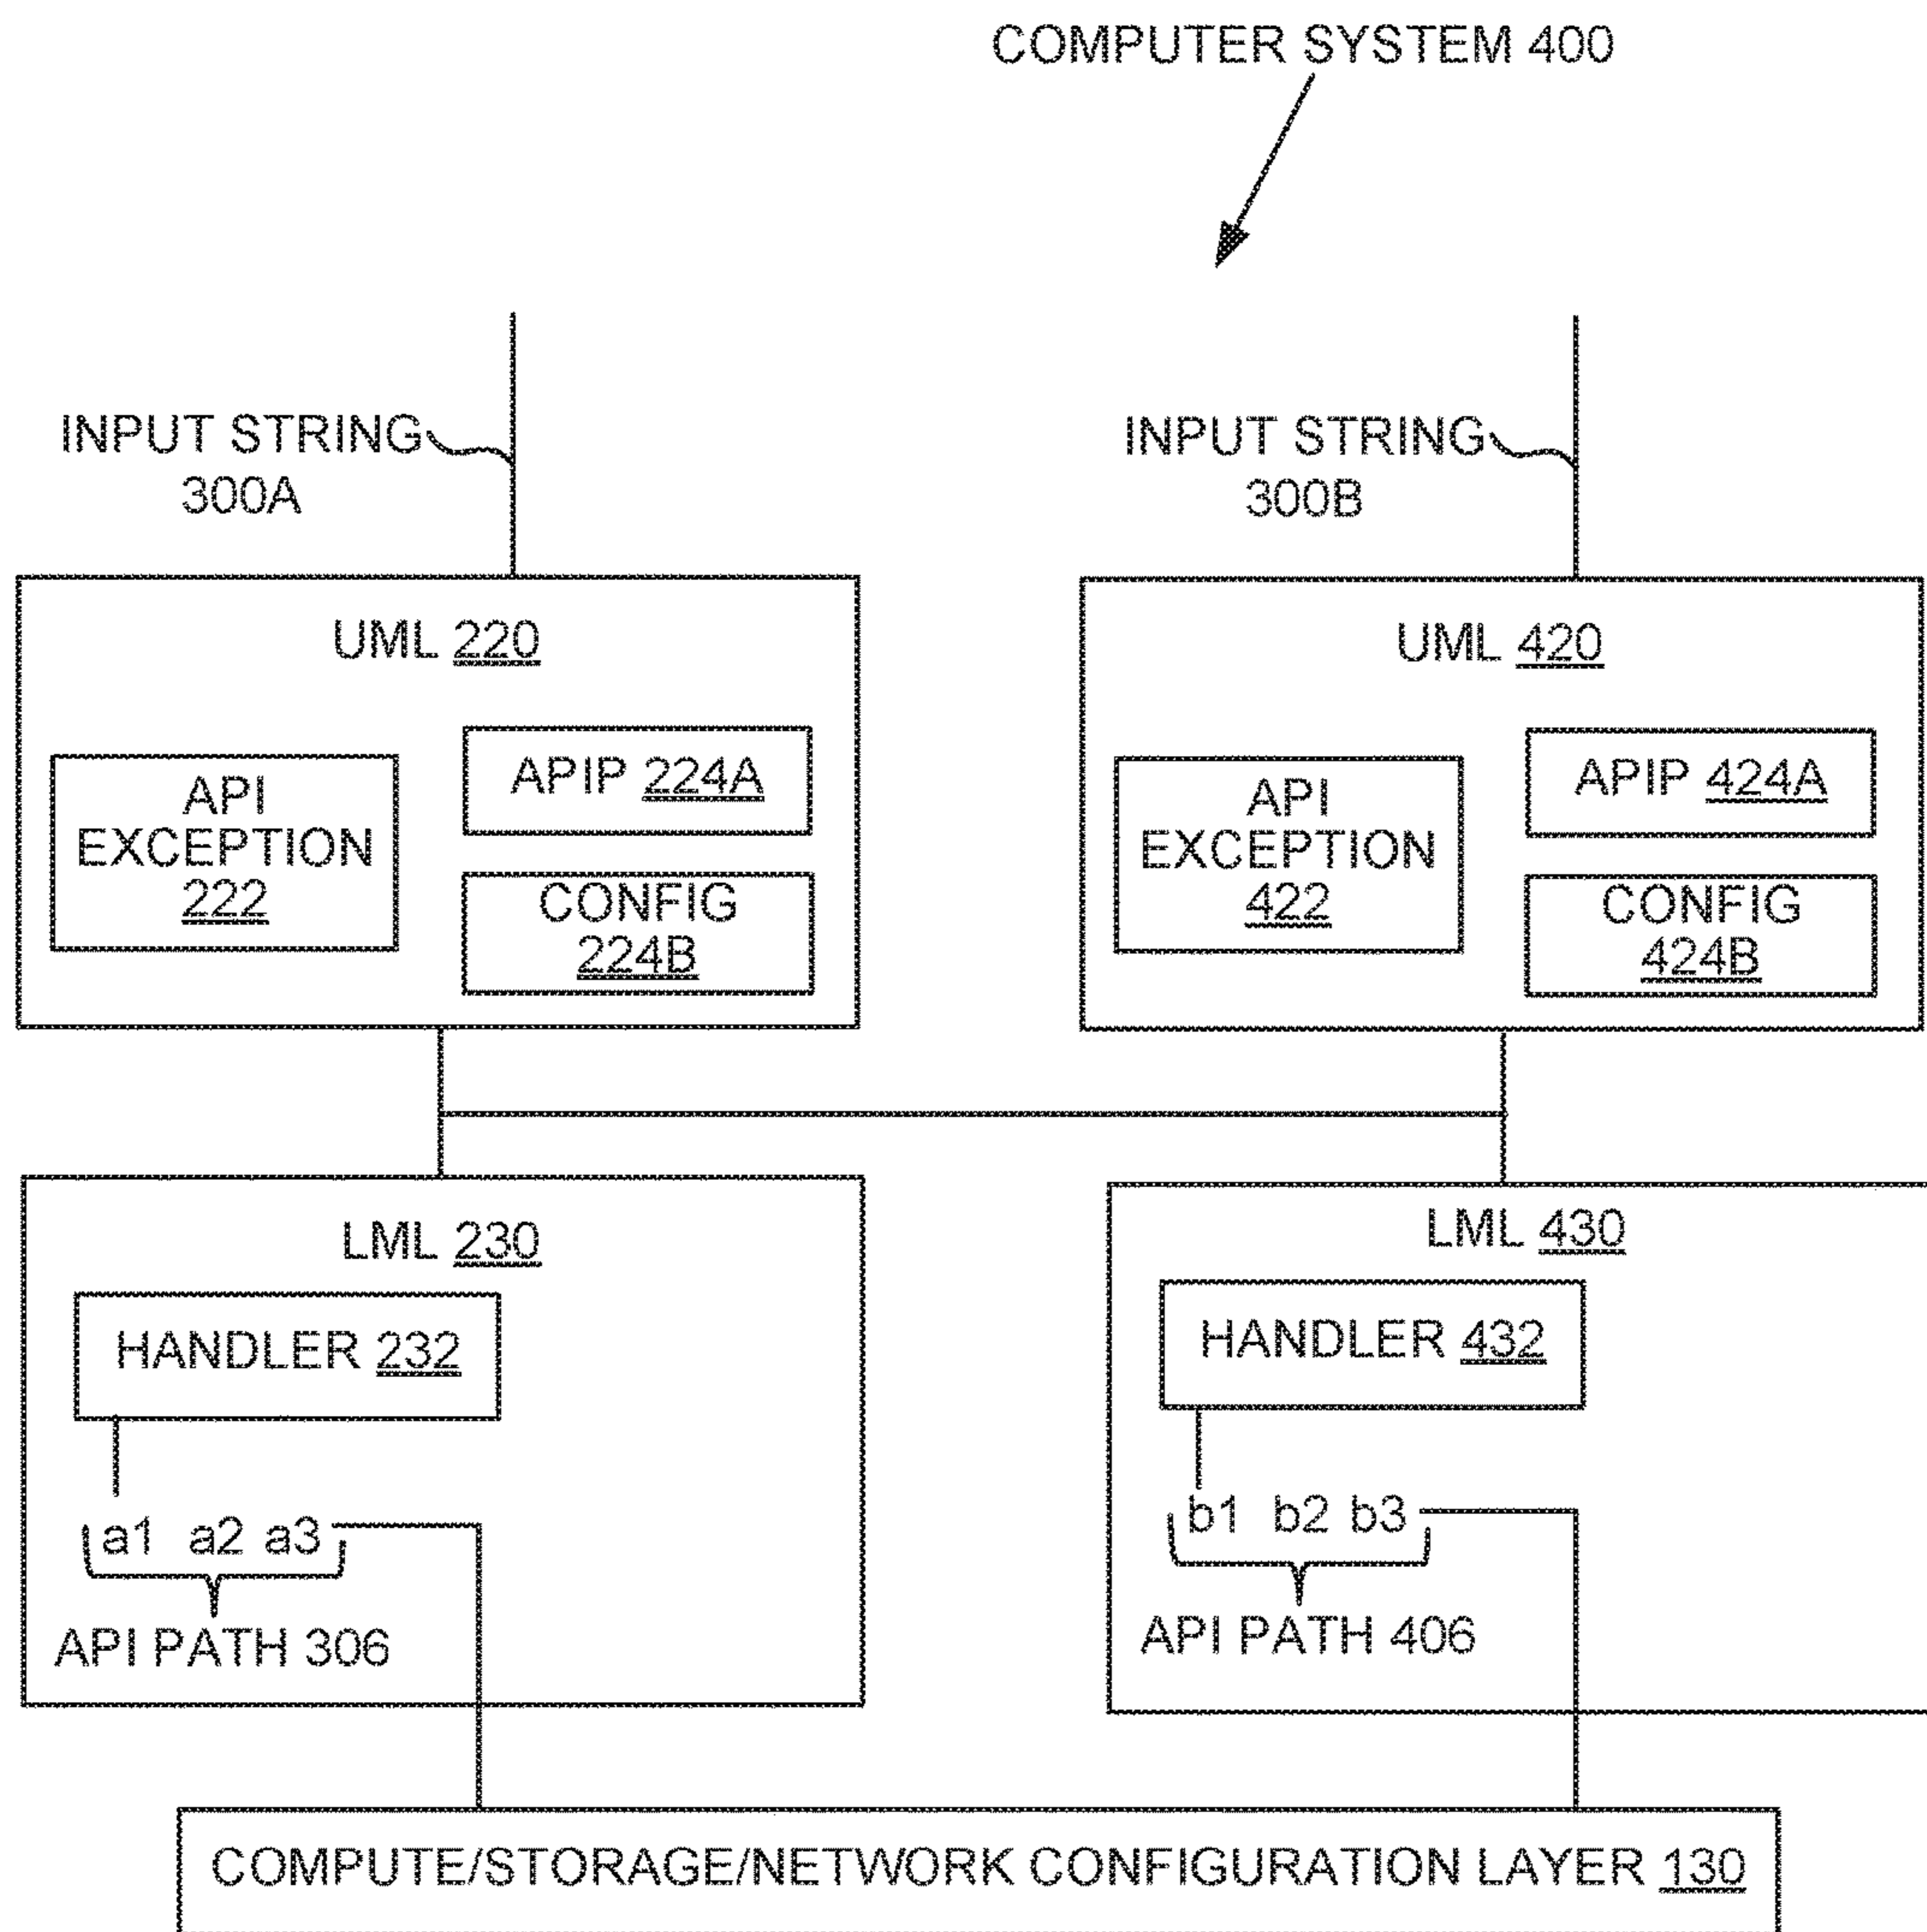 COMPUTER SYSTEM 400
INPUT STRING
300A
INPUT STRING
300B
UML 220
API
EXCEPTION
222
APIP 224A
CONFIG
224B
UML 420
API
EXCEPTION
422
APIP 424A
CONFIG
424B
LML 230
HANDLER 232
a1 a2 a3
API PATH 306
LML 430
HANDLER 432
b1 b2 b3
API PATH 406
COMPUTE/STORAGE/NETWORK CONFIGURATION LAYER 130